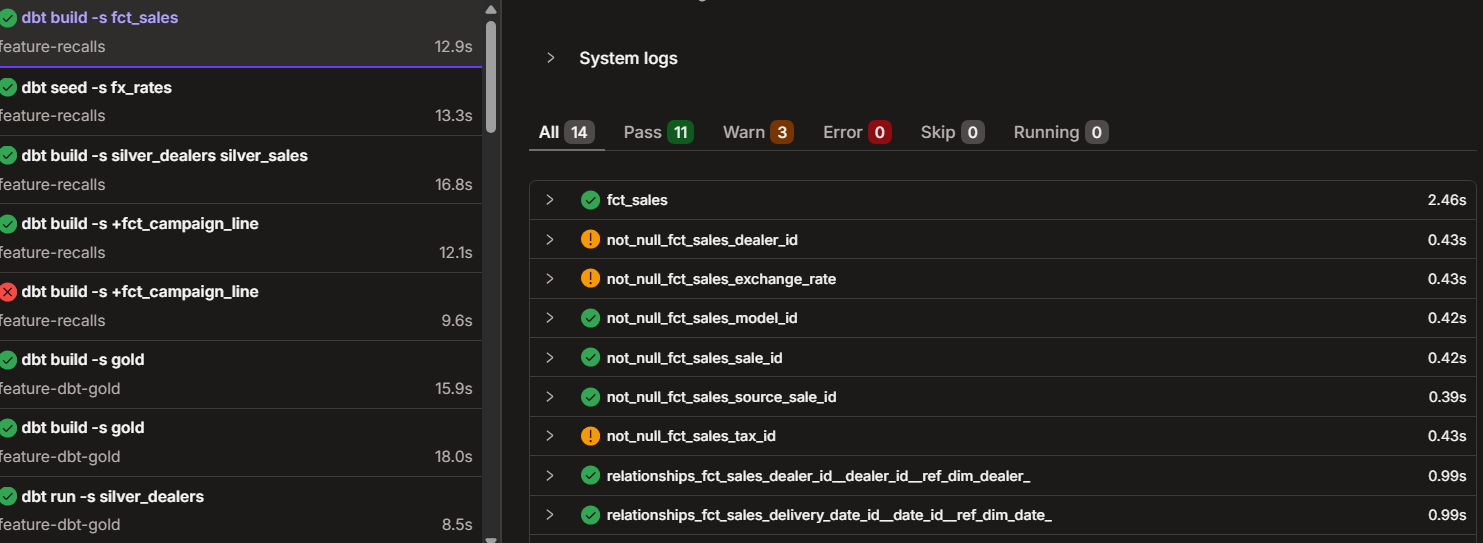 dbt build -s fct_sales
feature-recalls 12.9s
dbt seed -s fx_rates
feature-recalls 13.3s
dbt build -s silver_dealers silver_sales
feature-recalls 16.8s
dbt build -s +fct_campaign_line
feature-recalls 12.1s
dbt build -s +fct_campaign_line
feature-recalls 9.6s
dbt build -s gold
feature-dbt-gold 15.9s
dbt build -s gold
feature-dbt-gold 18.0s
dbt run -s silver_dealers
feature-dbt-gold 8.5s
System logs
All 14 Pass 11 Warn 3 Error 0 Skip 0 Running 0
fct_sales 2.46s
not_null_fct_sales_dealer_id 0.43s
not_null_fct_sales_exchange_rate 0.43s
not_null_fct_sales_model_id 0.42s
not_null_fct_sales_sale_id 0.42s
not_null_fct_sales_source_sale_id 0.39s
not_null_fct_sales_tax_id 0.43s
relationships_fct_sales_dealer_id__dealer_id__ref_dim_dealer_ 0.99s
relationships_fct_sales_delivery_date_id__date_id__ref_dim_date_ 0.99s